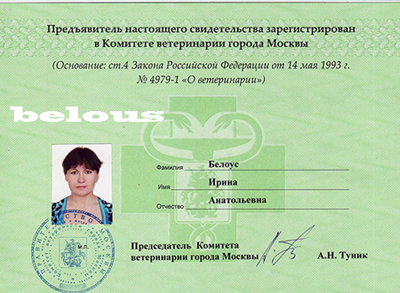 Предъявитель настоящего свидетельства зарегистрирован
в Комитете ветеринарии города Москвы
(Основание: ст.4 Закона Российской Федерации от 14 мая 1993 г.
№ 4979-1 «О ветеринарии»)
belous
Фамилия Белоус
Имя Ирина
Отчество Анатольевна
М.П.
Председатель Комитета
ветеринарии города Москвы А.Н. Туник